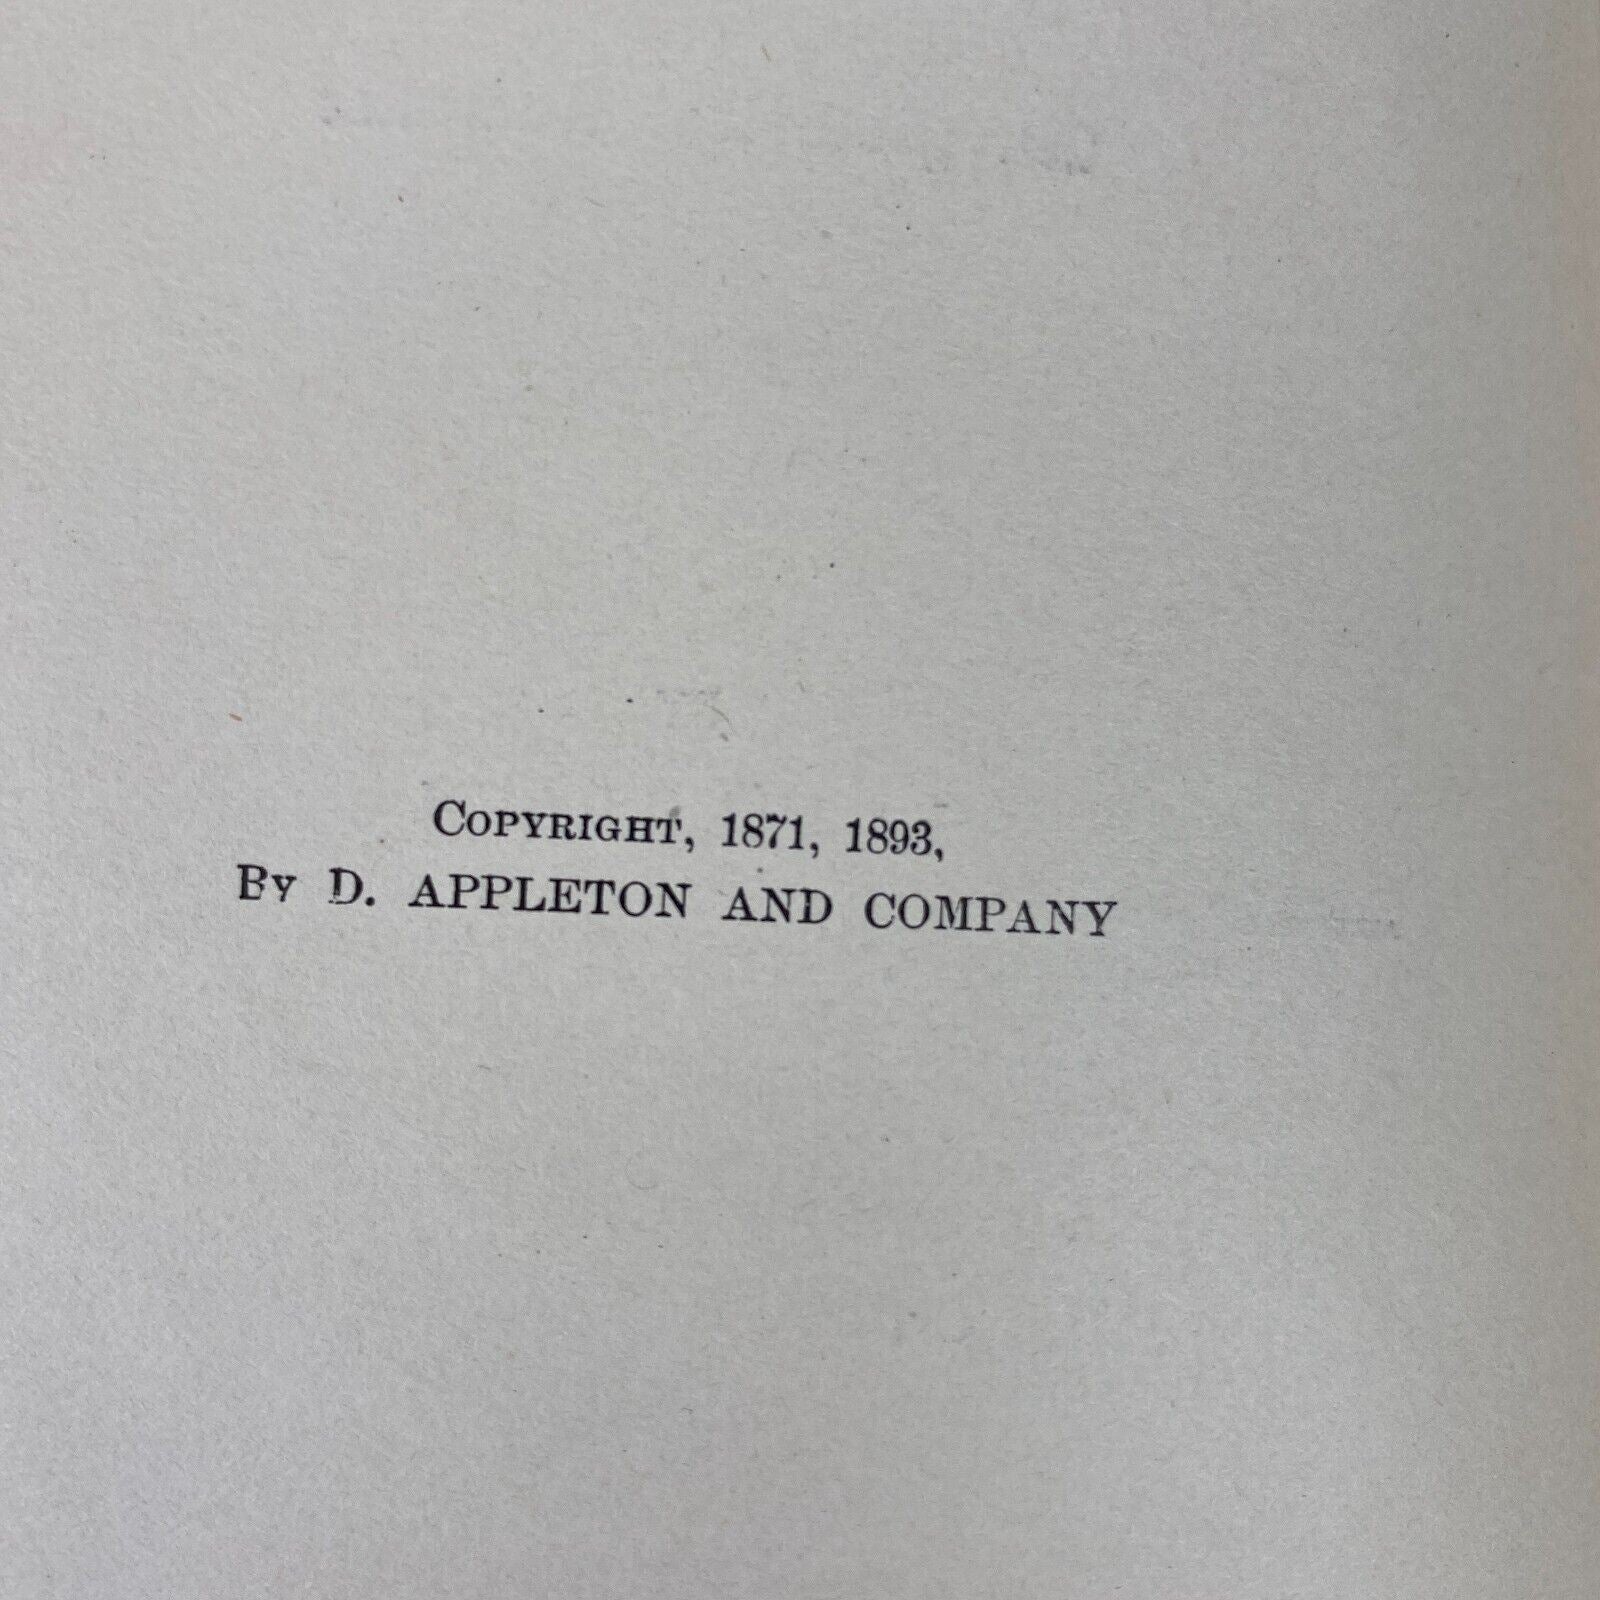 Copyright, 1871, 1893,
By D. APPLETON AND COMPANY